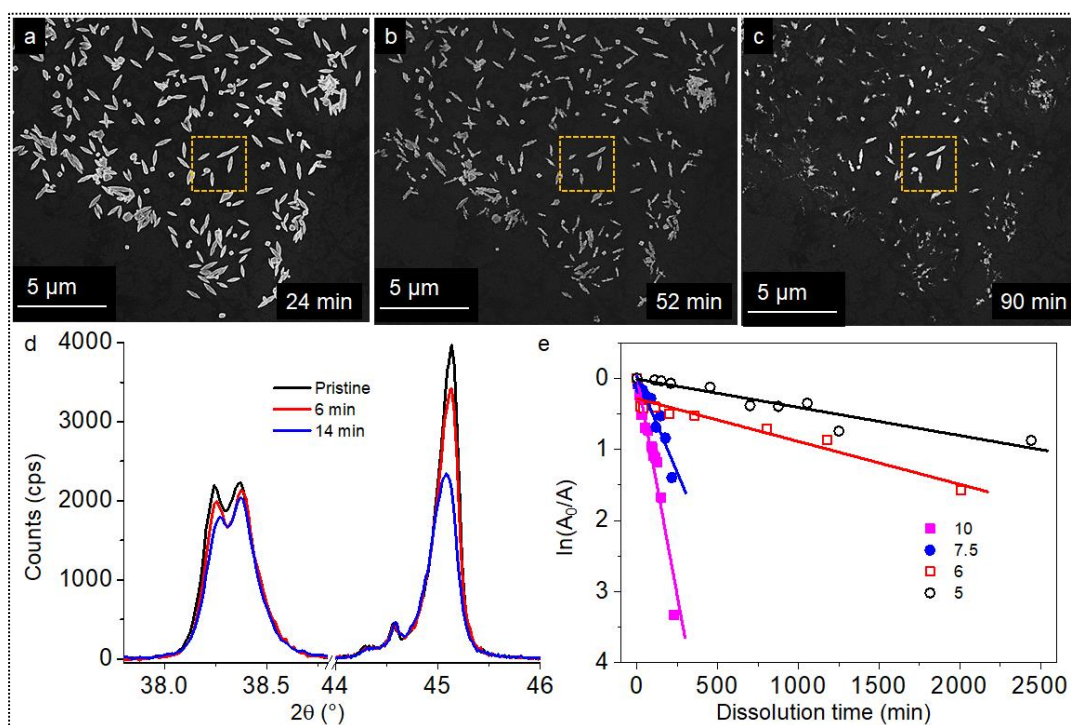 a
5 µm
24 min
b
5 µm
52 min
c
5 µm
90 min
d
4000
3000
2000
1000
0
Counts (cps)
Pristine
6 min
14 min
38.0
38.5
44
45
46
2θ (°)
e
0
1
2
3
4
ln(A₀/A)
10
7.5
6
5
0
500
1000
1500
2000
2500
Dissolution time (min)